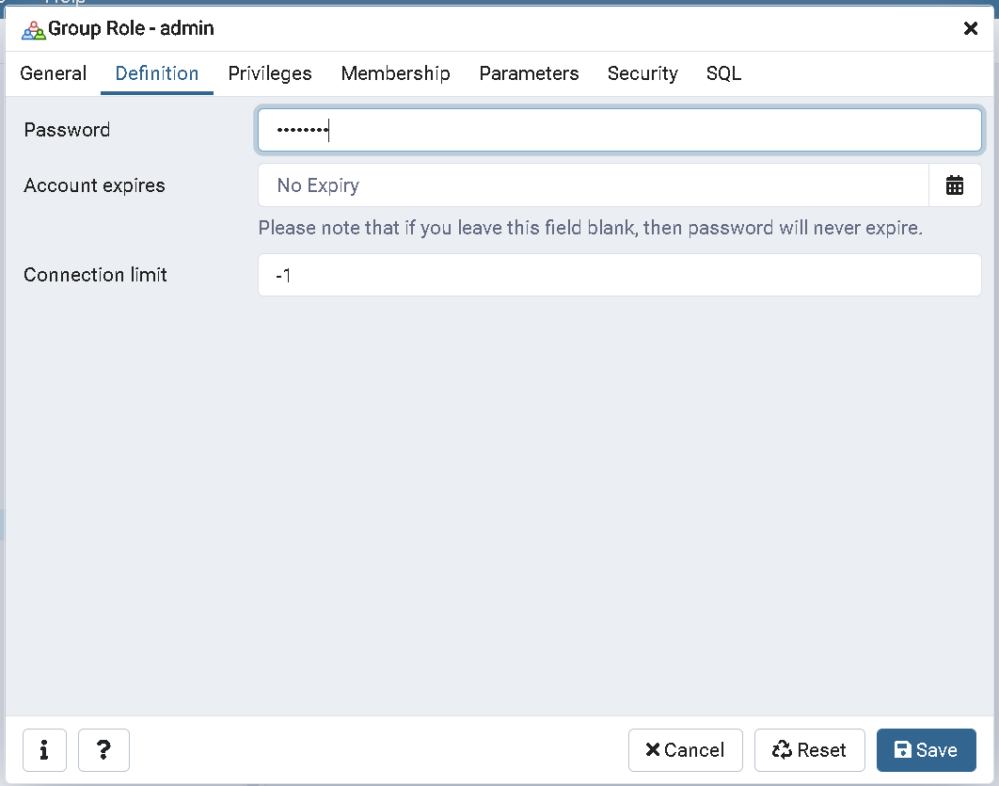 Help
Group Role - admin
General Definition Privileges Membership Parameters Security SQL
Password ••••••••
Account expires No Expiry
Please note that if you leave this field blank, then password will never expire.
Connection limit -1
i ? Cancel Reset Save